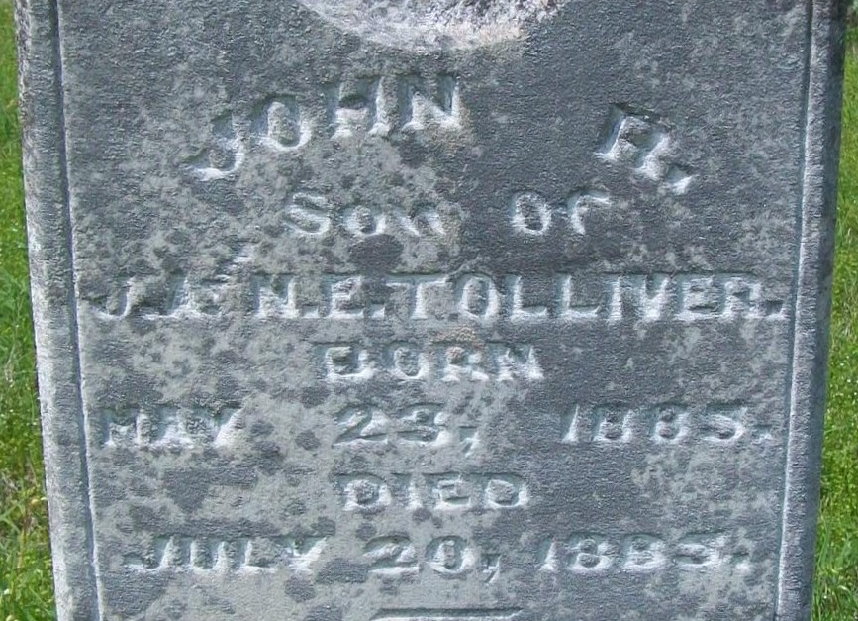 JOHN H.
Son Of
J. & N. E. TOLLIVER.
BORN
MAY 23, 1885.
DIED
JULY 20, 1885.